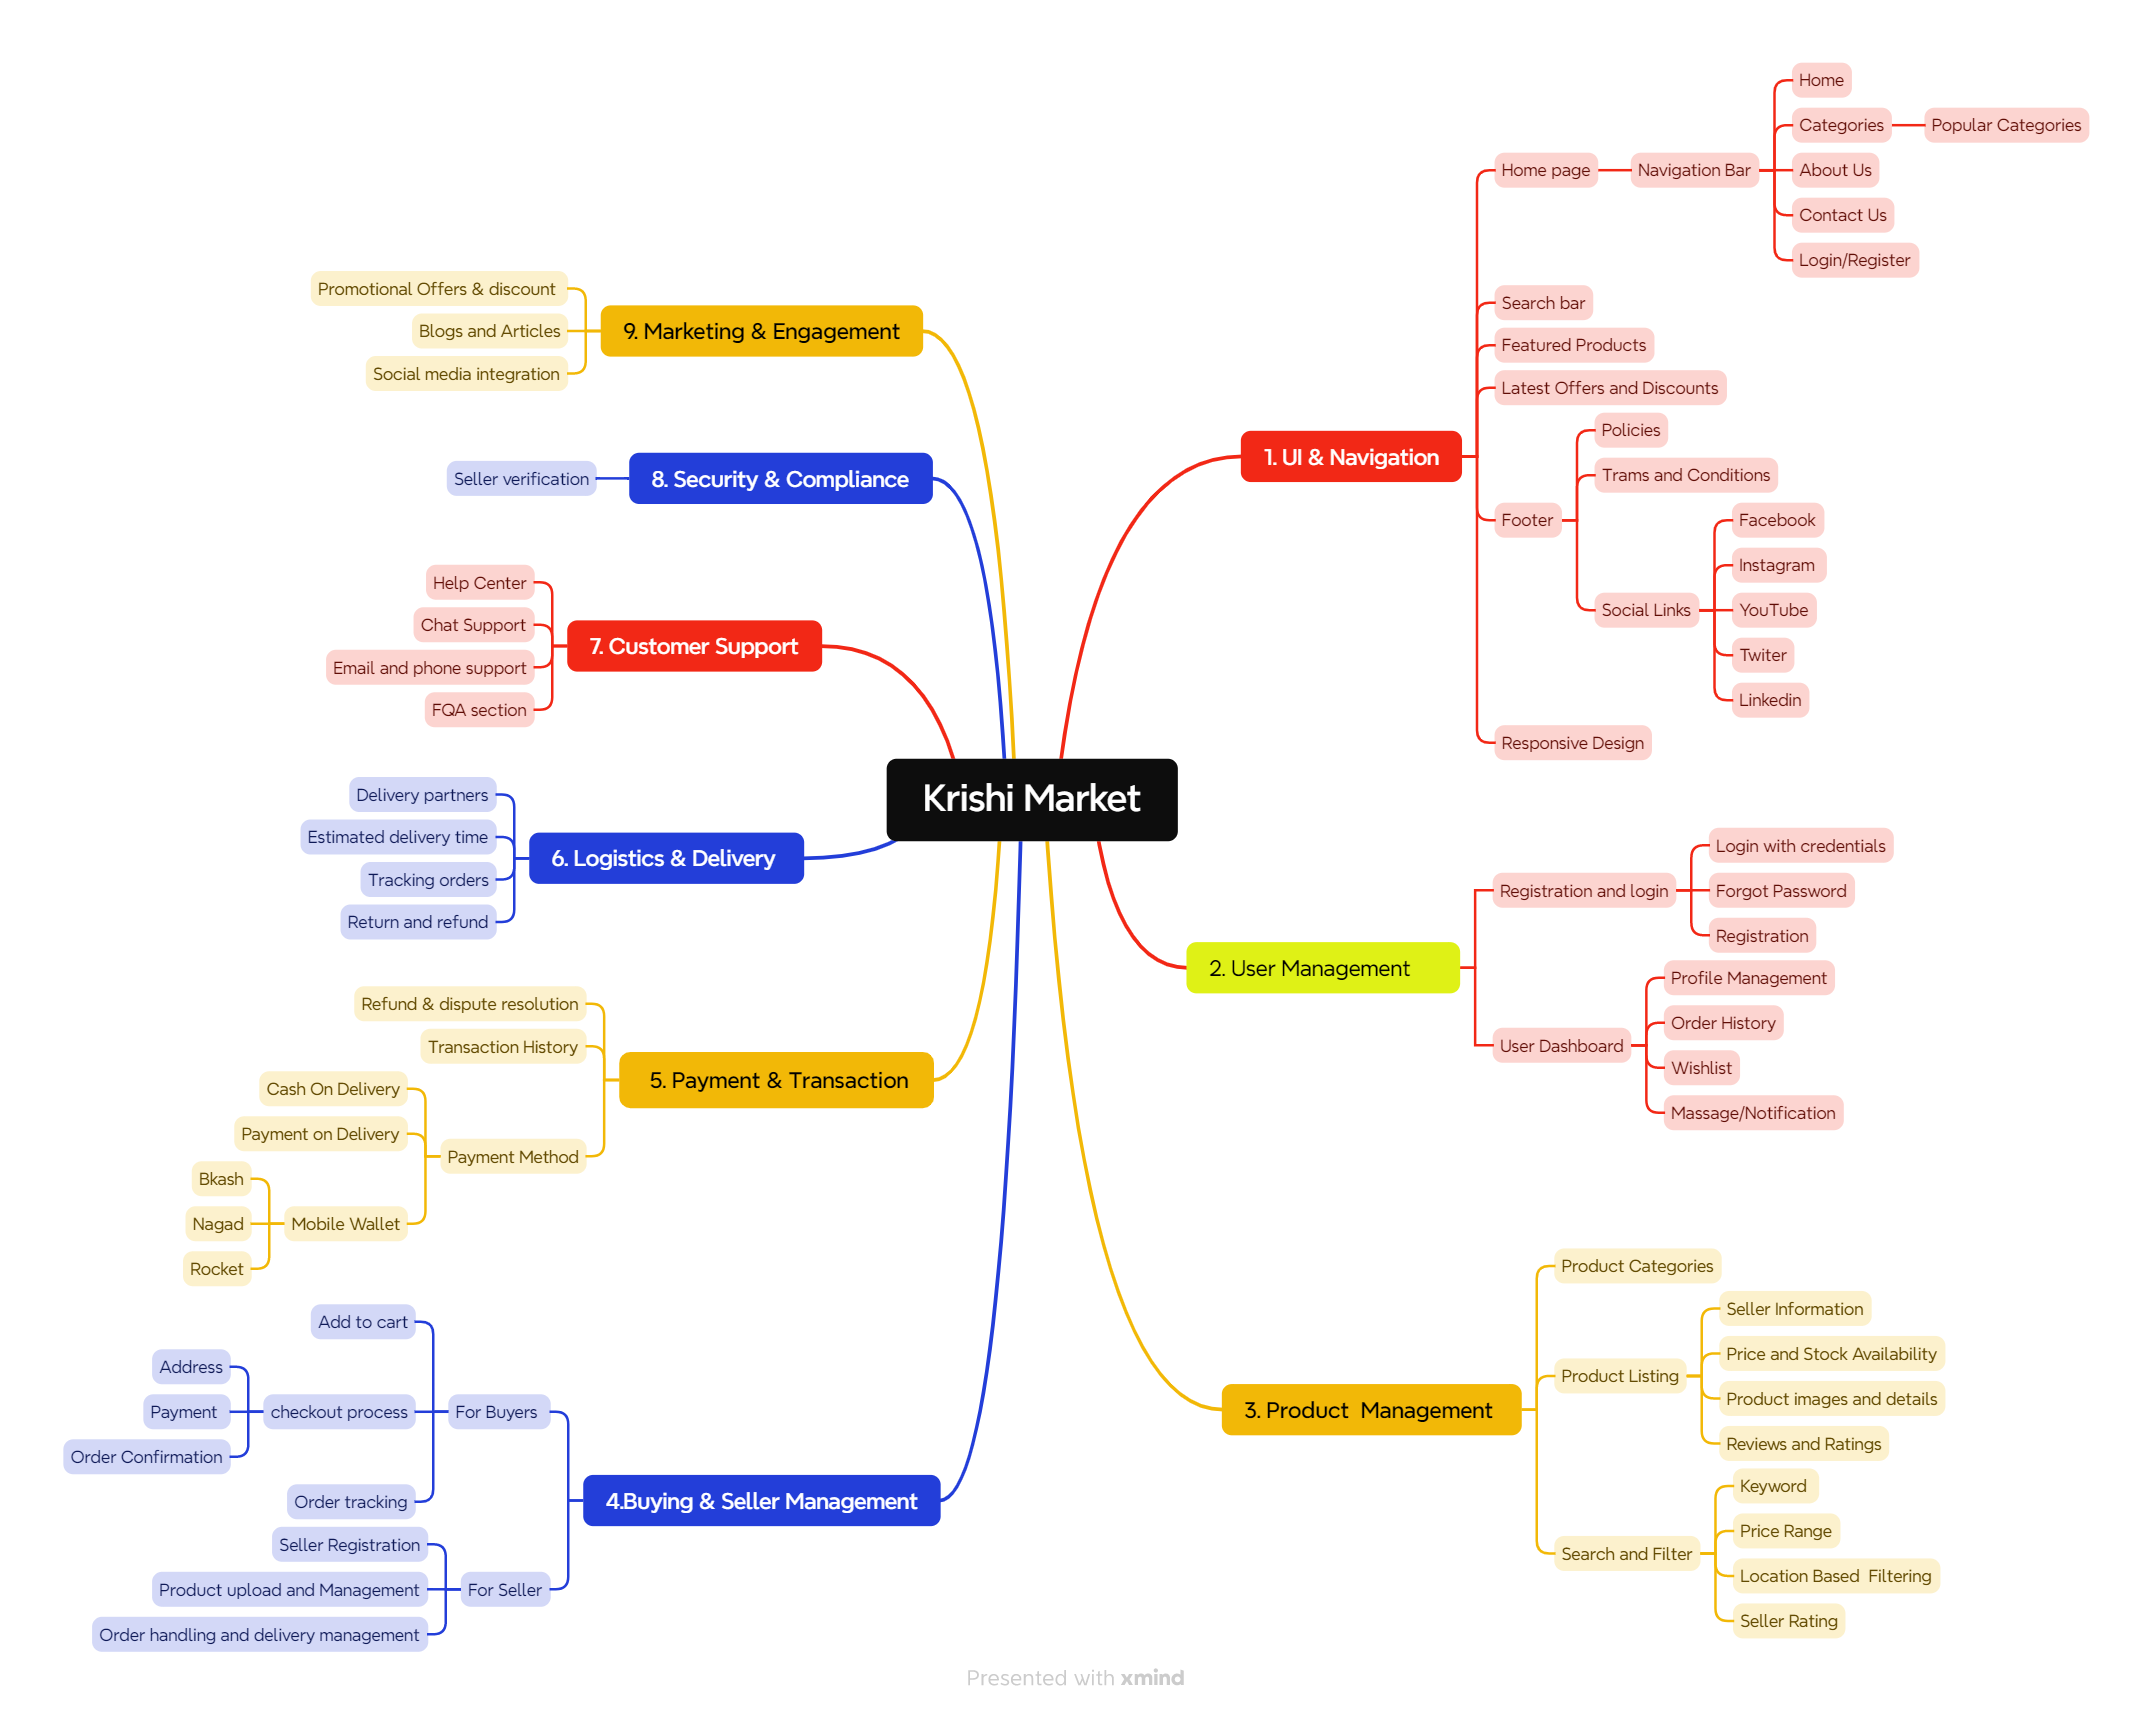 Krishi Market
1. UI & Navigation
Home page
Navigation Bar
Home
Categories
Popular Categories
About Us
Contact Us
Login/Register
Search bar
Featured Products
Latest Offers and Discounts
Footer
Policies
Trams and Conditions
Social Links
Facebook
Instagram
YouTube
Twiter
Linkedin
Responsive Design
2. User Management
Registration and login
Login with credentials
Forgot Password
Registration
User Dashboard
Profile Management
Order History
Wishlist
Massage/Notification
3. Product  Management
Product Categories
Product Listing
Seller Information
Price and Stock Availability
Product images and details
Reviews and Ratings
Search and Filter
Keyword
Price Range
Location Based  Filtering
Seller Rating
4.Buying & Seller Management
For Buyers
Add to cart
checkout process
Address
Payment
Order Confirmation
Order tracking
For Seller
Seller Registration
Product upload and Management
Order handling and delivery management
5. Payment & Transaction
Refund & dispute resolution
Transaction History
Payment Method
Cash On Delivery
Payment on Delivery
Mobile Wallet
Bkash
Nagad
Rocket
6. Logistics & Delivery
Delivery partners
Estimated delivery time
Tracking orders
Return and refund
7. Customer Support
Help Center
Chat Support
Email and phone support
FQA section
8. Security & Compliance
Seller verification
9. Marketing & Engagement
Promotional Offers & discount
Blogs and Articles
Social media integration
Presented with xmind